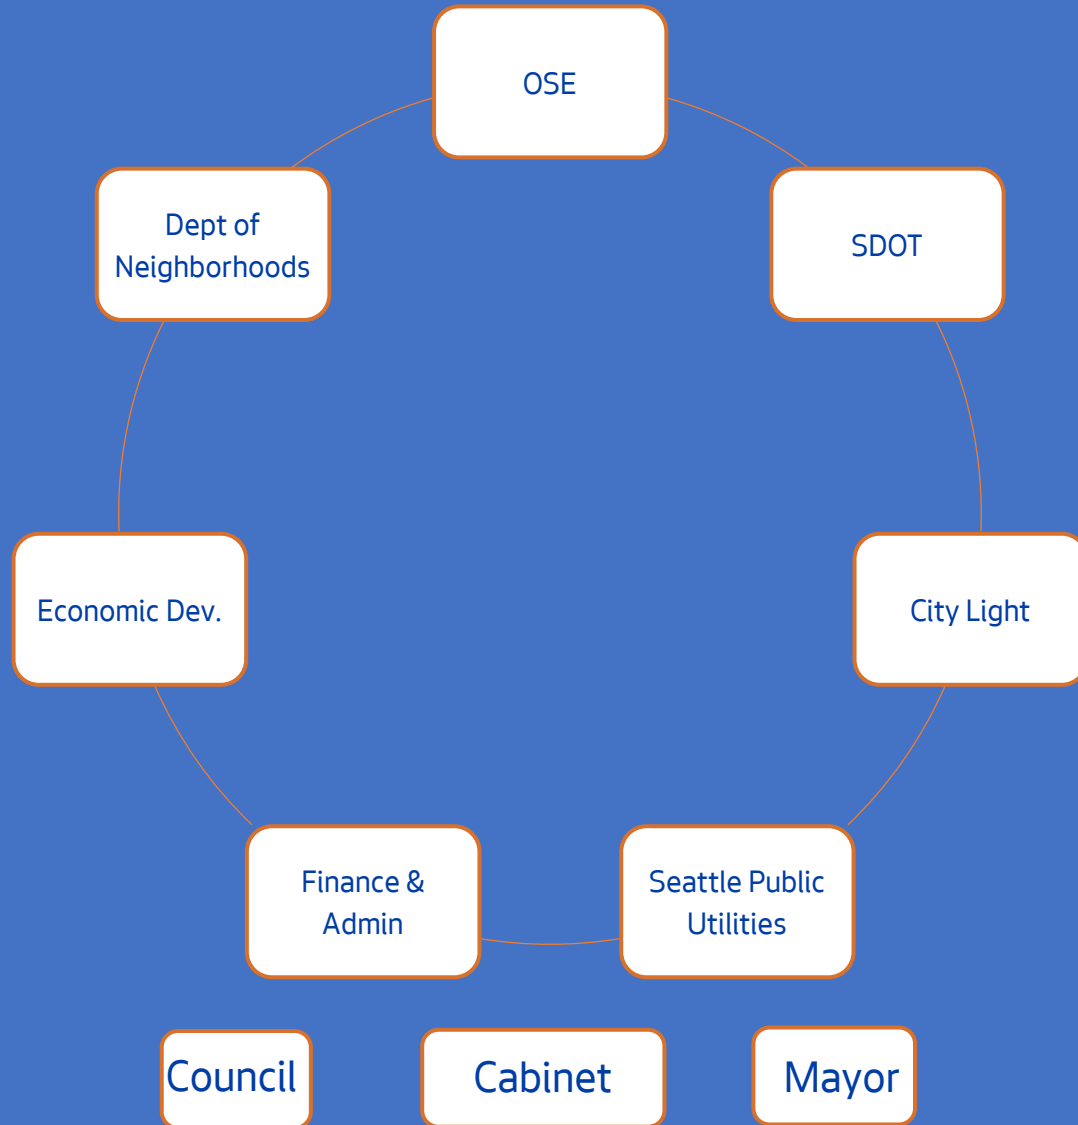 OSE
Dept of
Neighborhoods
SDOT
Economic Dev.
City Light
Finance &
Admin
Seattle Public
Utilities
Council
Cabinet
Mayor